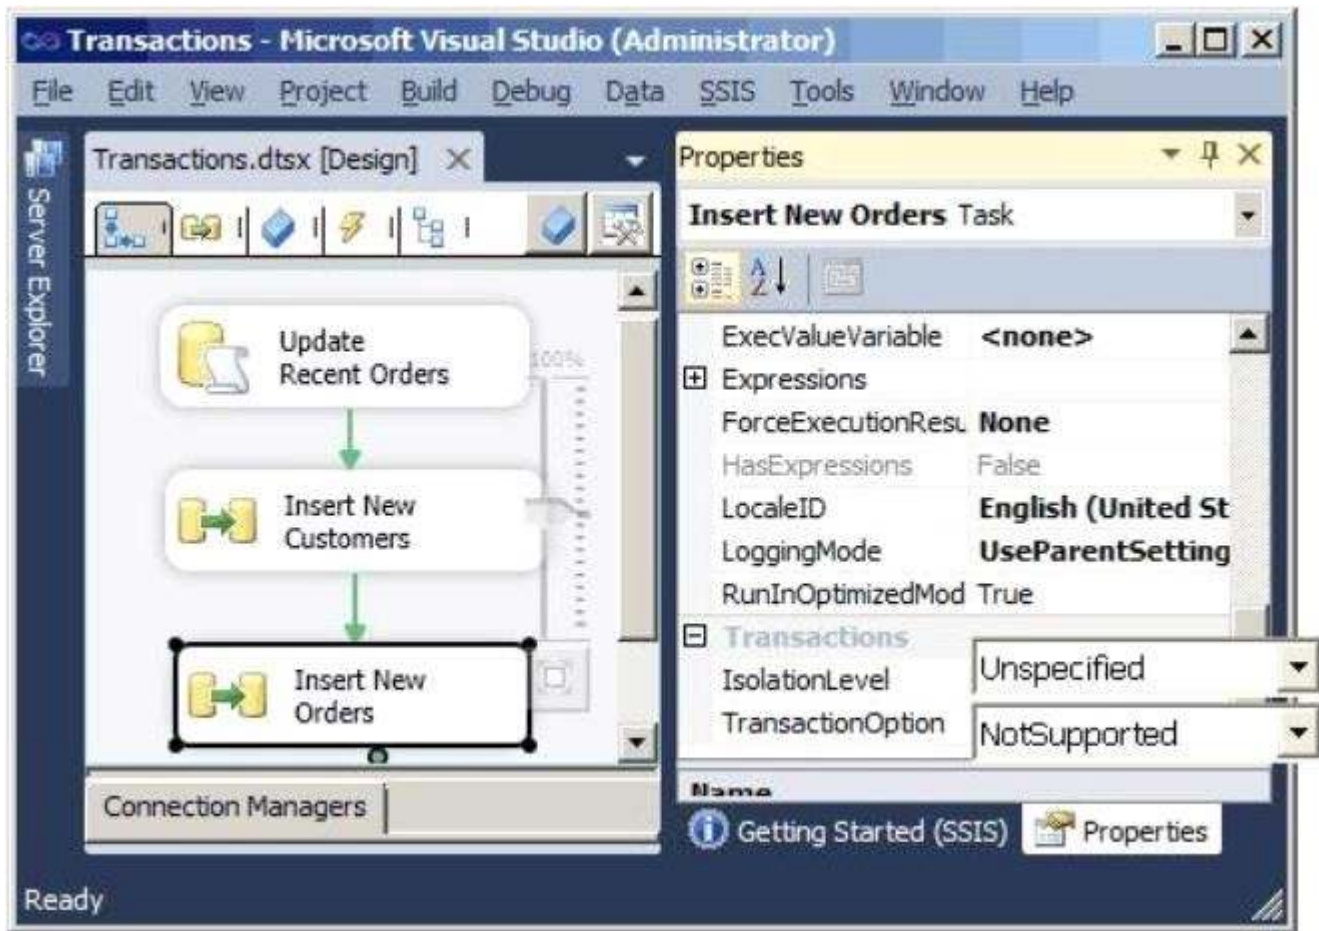 Transactions - Microsoft Visual Studio (Administrator)
File Edit View Project Build Debug Data SSIS Tools Window Help
Server Explorer
Transactions.dtsx [Design]
Update
Recent Orders
100%
Insert New
Customers
Insert New
Orders
Connection Managers
Properties
Insert New Orders Task
ExecValueVariable <none>
Expressions
ForceExecutionResu None
HasExpressions False
LocaleID English (United St
LoggingMode UseParentSetting
RunInOptimizedMod True
Transactions
IsolationLevel Unspecified
TransactionOption NotSupported
Name
Getting Started (SSIS) Properties
Ready